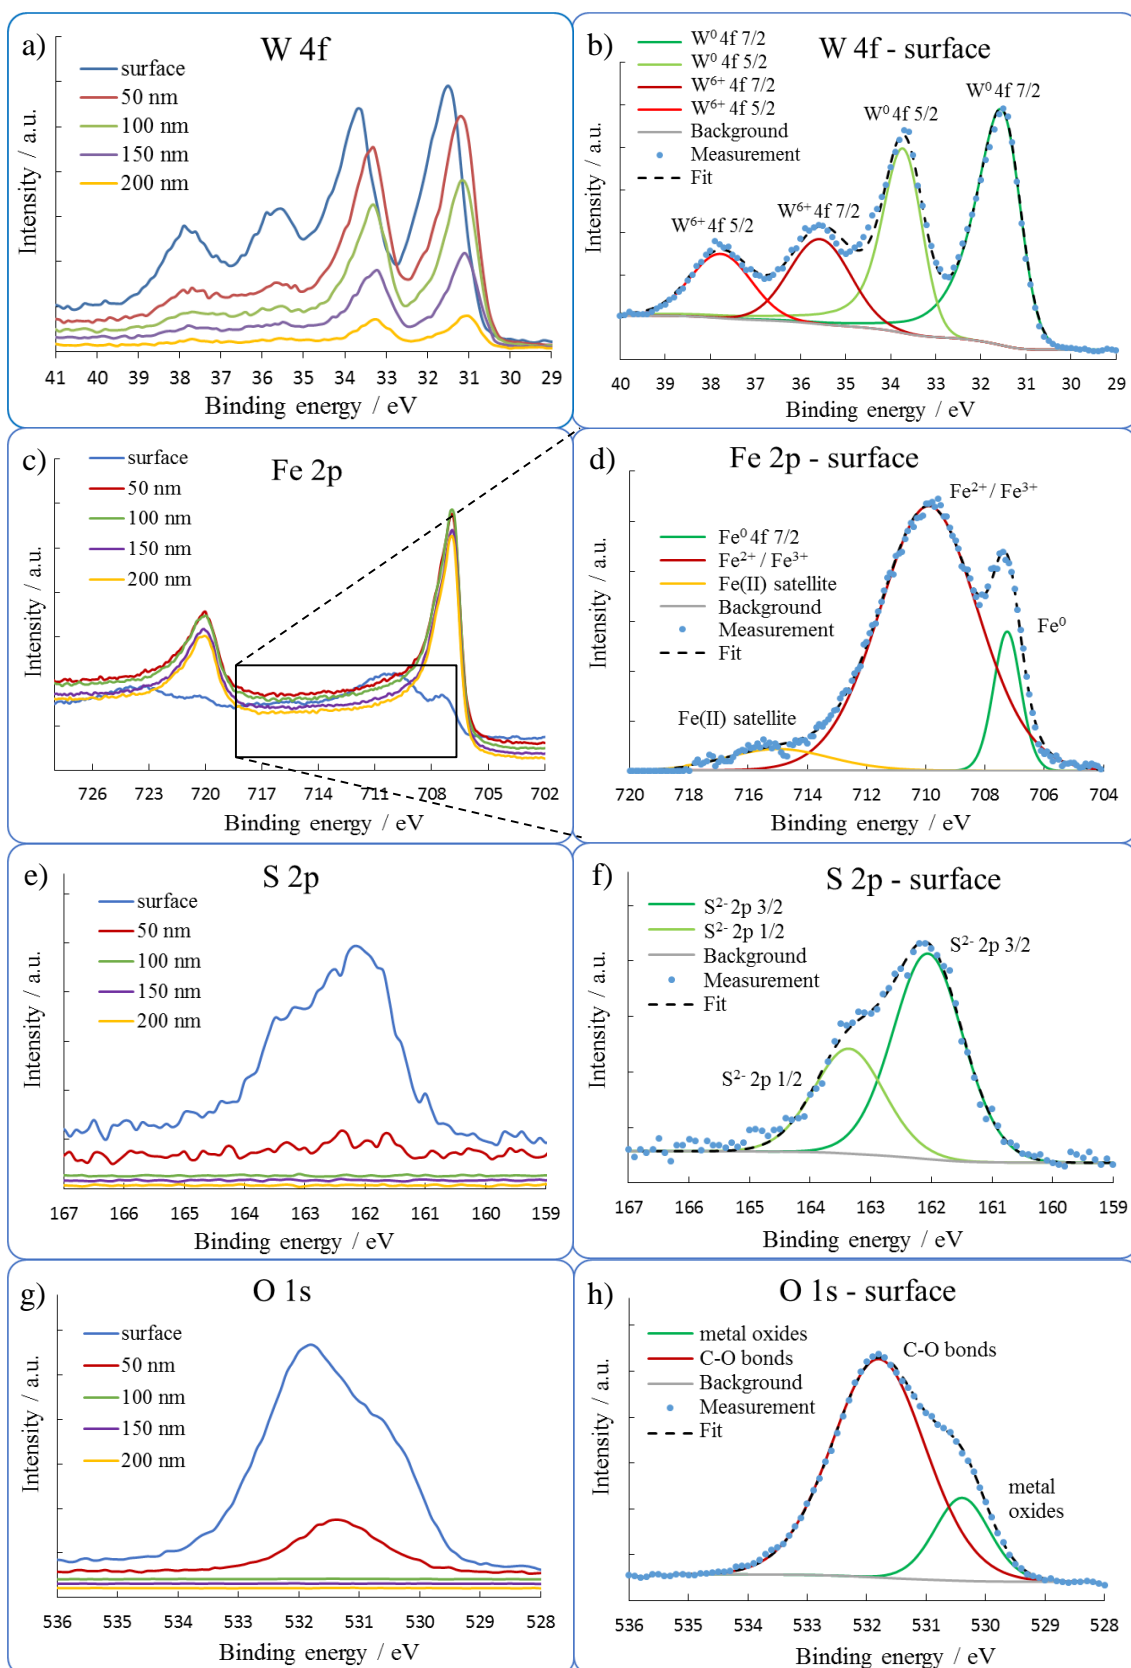 a)
W 4f
surface
50 nm
100 nm
150 nm
200 nm
Intensity / a.u.
41 40 39 38 37 36 35 34 33 32 31 30 29
Binding energy / eV
b)
W 4f - surface
W⁰ 4f 7/2
W⁰ 4f 5/2
W⁶⁺ 4f 7/2
W⁶⁺ 4f 5/2
Background
Measurement
Fit
W⁰ 4f 7/2
W⁰ 4f 5/2
W⁶⁺ 4f 7/2
W⁶⁺ 4f 5/2
Intensity / a.u.
40 39 38 37 36 35 34 33 32 31 30 29
Binding energy / eV
c)
Fe 2p
surface
50 nm
100 nm
150 nm
200 nm
Intensity / a.u.
726 723 720 717 714 711 708 705 702
Binding energy / eV
d)
Fe 2p - surface
Fe²⁺ / Fe³⁺
Fe⁰ 4f 7/2
Fe²⁺ / Fe³⁺
Fe(II) satellite
Background
Measurement
Fit
Fe⁰
Fe(II) satellite
Intensity / a.u.
720 718 716 714 712 710 708 706 704
Binding energy / eV
e)
S 2p
surface
50 nm
100 nm
150 nm
200 nm
Intensity / a.u.
167 166 165 164 163 162 161 160 159
Binding energy / eV
f)
S 2p - surface
S²⁻ 2p 3/2
S²⁻ 2p 1/2
Background
Measurement
Fit
S²⁻ 2p 3/2
S²⁻ 2p 1/2
Intensity / a.u.
167 166 165 164 163 162 161 160 159
Binding energy / eV
g)
O 1s
surface
50 nm
100 nm
150 nm
200 nm
Intensity / a.u.
536 535 534 533 532 531 530 529 528
Binding energy / eV
h)
O 1s - surface
metal oxides
C-O bonds
Background
Measurement
Fit
C-O bonds
metal
oxides
Intensity / a.u.
536 535 534 533 532 531 530 529 528
Binding energy / eV